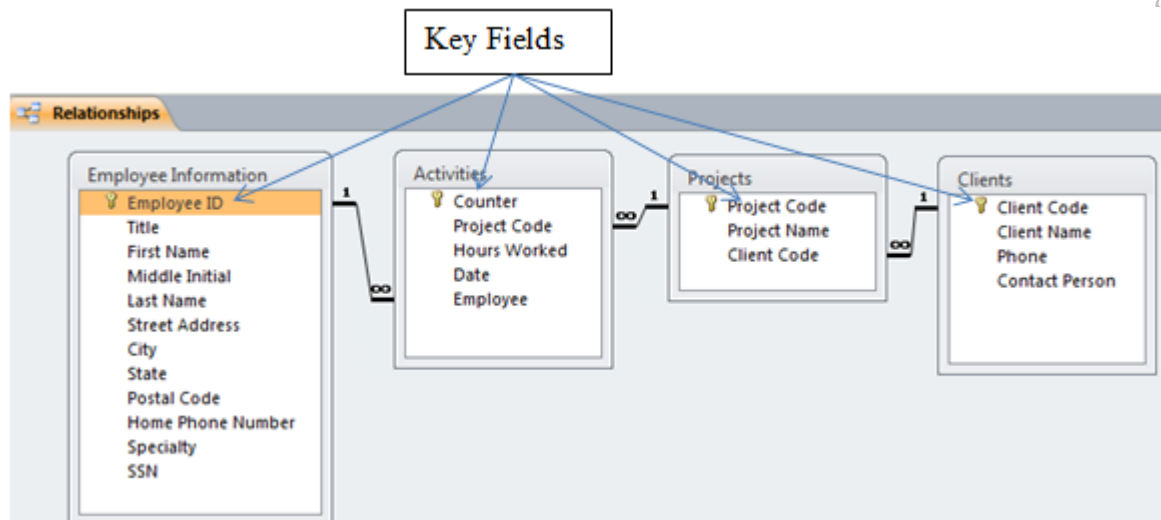 Key Fields
Relationships
Employee Information
Employee ID
Title
First Name
Middle Initial
Last Name
Street Address
City
State
Postal Code
Home Phone Number
Specialty
SSN
1
∞
Activities
Counter
Project Code
Hours Worked
Date
Employee
∞
1
Projects
Project Code
Project Name
Client Code
∞
1
Clients
Client Code
Client Name
Phone
Contact Person